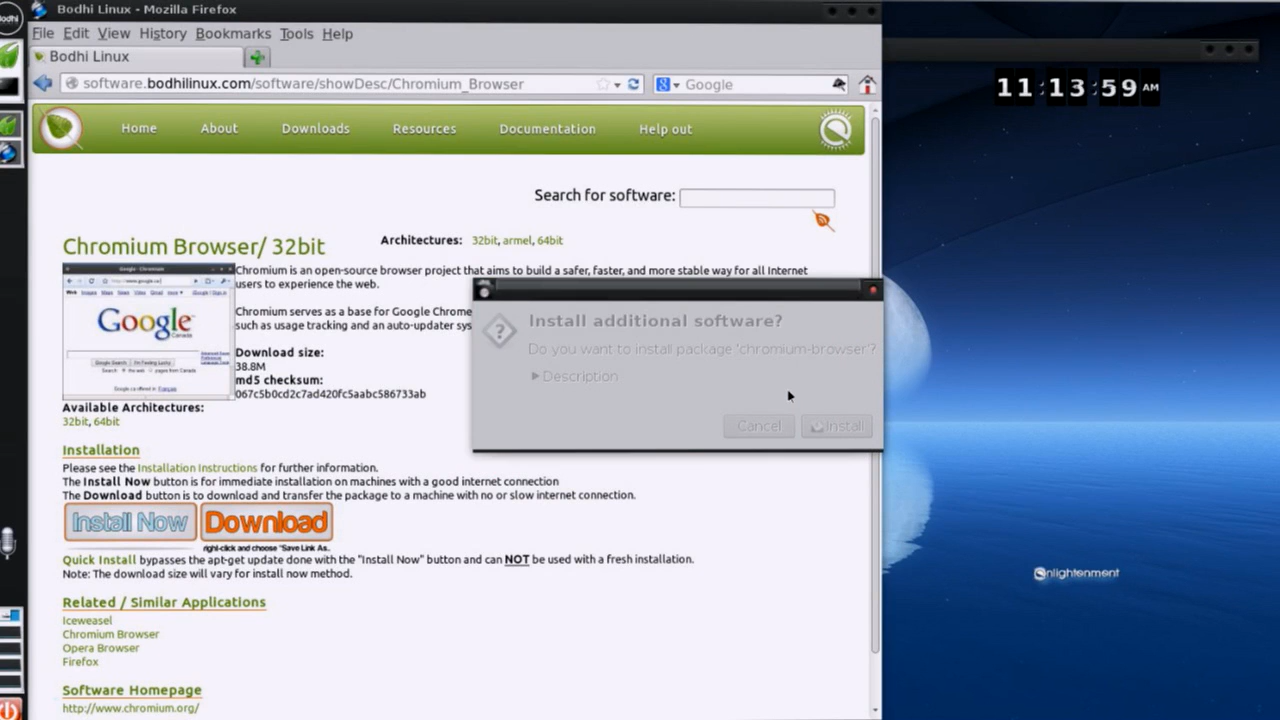 Bodhi
Bodhi Linux - Mozilla Firefox
File Edit View History Bookmarks Tools Help
Bodhi Linux
software.bodhilinux.com/software/showDesc/Chromium_Browser
Google
11:13:59 AM
Home About Downloads Resources Documentation Help out
Search for software:
Chromium Browser/ 32bit
Architectures: 32bit, armel, 64bit
Google
Chromium is an open-source browser project that aims to build a safer, faster, and more stable way for all Internet
users to experience the web.
Chromium serves as a base for Google Chrome
such as usage tracking and an auto-updater sys
Download size:
38.8M
md5 checksum:
067c5b0cd2c7ad420fc5aabc586733ab
Install additional software?
Do you want to install package 'chromium-browser'?
Description
Cancel Install
Available Architectures:
32bit, 64bit
Installation
Please see the Installation Instructions for further information.
The Install Now button is for immediate installation on machines with a good internet connection
The Download button is to download and transfer the package to a machine with no or slow internet connection.
Install Now Download
right-click and choose "Save Link As..
Quick Install bypasses the apt-get update done with the "Install Now" button and can NOT be used with a fresh installation.
Note: The download size will vary for install now method.
Related / Similar Applications
Iceweasel
Chromium Browser
Opera Browser
Firefox
Software Homepage
http://www.chromium.org/
enlightenment